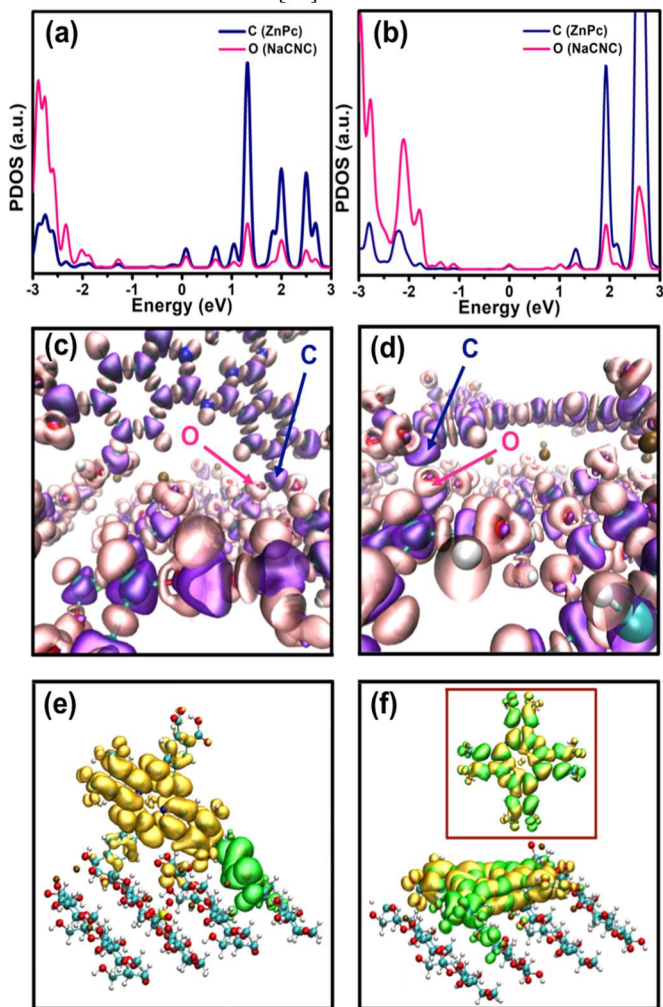 (a)
C (ZnPc)
O (NaCNC)
PDOS (a.u.)
-3 -2 -1 0 1 2 3
Energy (eV)
(b)
C (ZnPc)
O (NaCNC)
PDOS (a.u.)
-3 -2 -1 0 1 2 3
Energy (eV)
(c)
C
O
(d)
C
O
(e)
(f)